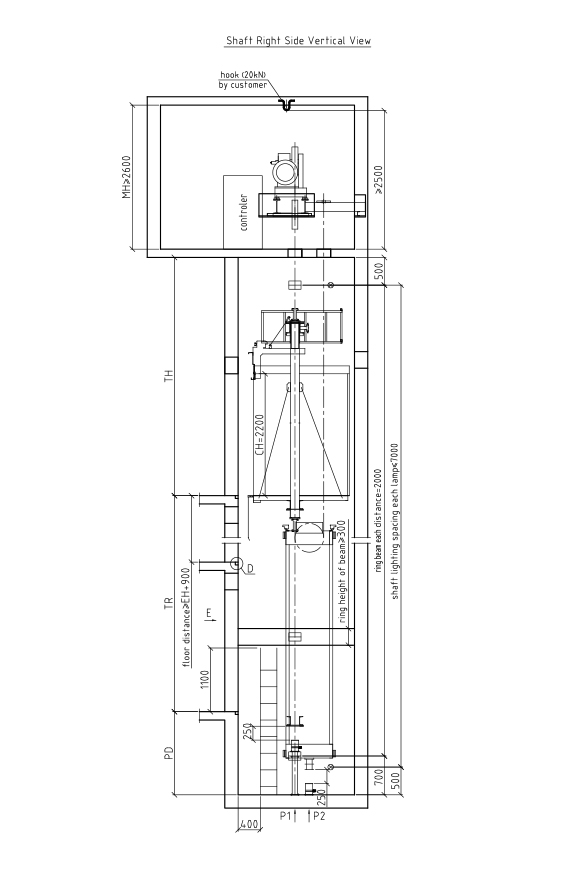 Shaft Right Side Vertical View
hook (20kN)
by customer
MH≥2600
≥2500
controler
500
TH
CH=2200
ringbeam each distance=2000
shaft lighting spacing each lamp≤7000
ring height of beam≥300
D
floor distance≥EH+900
TR
E
1100
250
PD
700
500
250
P1
P2
400